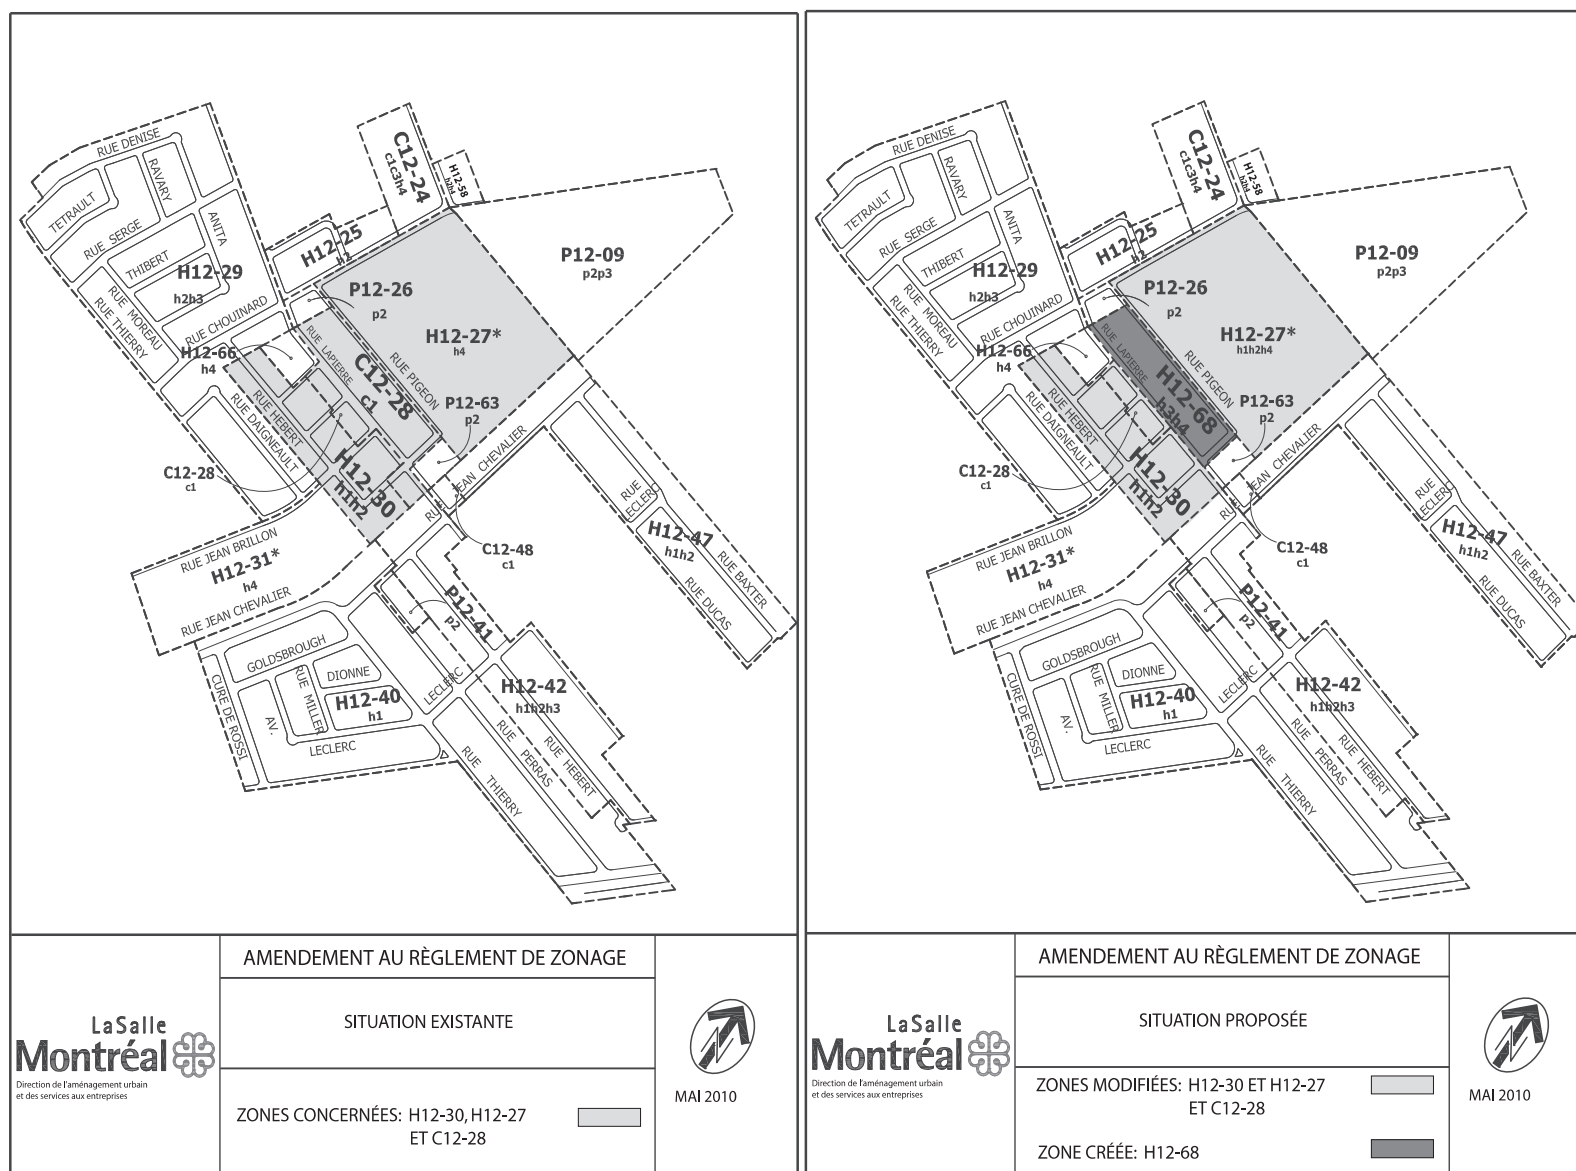 RUE DENISE
TETRAULT
RAVARY
RUE SERGE
ANITA
THIBERT
H12-29
h2h3
RUE MOREAU
RUE THIERRY
RUE CHOUINARD
C12-24
c1c3h4
H12-58
h2h4
H12-25
h2
P12-26
p2
P12-09
p2p3
H12-27*
h4
H12-66
h4
RUE LAPIERRE
C12-28
c1
RUE PIGEON
P12-63
p2
RUE HEBERT
RUE DAIGNEAULT
C12-28
c1
H12-30
h1h2
RUE JEAN CHEVALIER
RUE JEAN BRILLON
H12-31*
h4
RUE JEAN CHEVALIER
C12-48
c1
RUE LECLERC
H12-47
h1h2
RUE BAXTER
RUE DUCAS
P12-41
p2
GOLDSBROUGH
DIONNE
RUE MILLER
H12-40
h1
AV.
CURE DE ROSSI
LECLERC
LECLERC
H12-42
h1h2h3
RUE HEBERT
RUE PERRAS
RUE THIERRY
AMENDEMENT AU RÈGLEMENT DE ZONAGE
SITUATION EXISTANTE
LaSalle
Montréal
Direction de l'aménagement urbain
et des services aux entreprises
ZONES CONCERNÉES: H12-30, H12-27
ET C12-28
MAI 2010
RUE DENISE
TETRAULT
RAVARY
RUE SERGE
ANITA
THIBERT
H12-29
h2h3
RUE MOREAU
RUE THIERRY
RUE CHOUINARD
C12-24
c1c3h4
H12-58
h2h4
H12-25
h2
P12-26
p2
P12-09
p2p3
H12-27*
h1h2h4
H12-66
h4
RUE LAPIERRE
H12-68
h3h4
RUE PIGEON
P12-63
p2
RUE HEBERT
RUE DAIGNEAULT
C12-28
c1
H12-30
h1h2
RUE JEAN CHEVALIER
RUE JEAN BRILLON
H12-31*
h4
RUE JEAN CHEVALIER
C12-48
c1
RUE LECLERC
H12-47
h1h2
RUE BAXTER
RUE DUCAS
P12-41
p2
GOLDSBROUGH
DIONNE
RUE MILLER
H12-40
h1
AV.
CURE DE ROSSI
LECLERC
LECLERC
H12-42
h1h2h3
RUE HEBERT
RUE PERRAS
RUE THIERRY
AMENDEMENT AU RÈGLEMENT DE ZONAGE
SITUATION PROPOSÉE
LaSalle
Montréal
Direction de l'aménagement urbain
et des services aux entreprises
ZONES MODIFIÉES: H12-30 ET H12-27
ET C12-28
ZONE CRÉÉE: H12-68
MAI 2010